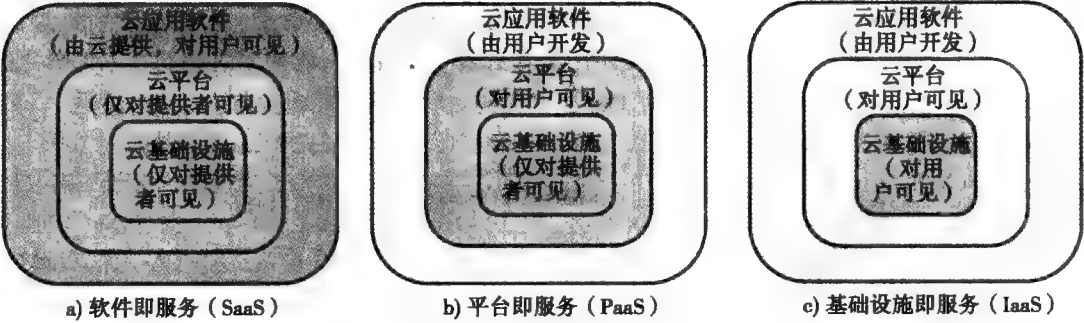 云应用软件
（由云提供，对用户可见）
云平台
（仅对提供者可见）
云基础设施
（仅对提供
者可见）
a) 软件即服务（SaaS）
云应用软件
（由用户开发）
云平台
（对用户可见）
云基础设施
（仅对提供
者可见）
b) 平台即服务（PaaS）
云应用软件
（由用户开发）
云平台
（对用户可见）
云基础设施
（对用
户可见）
c) 基础设施即服务（IaaS）